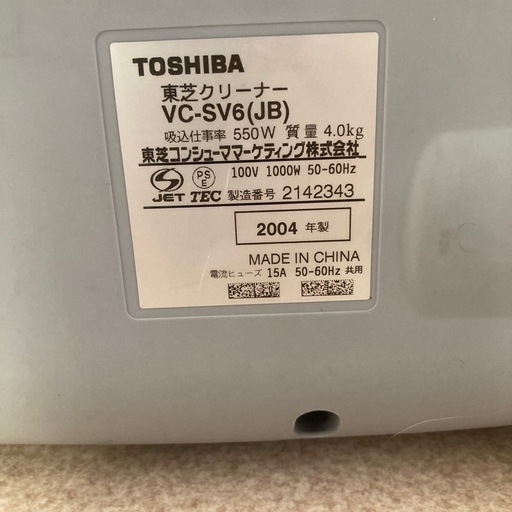 TOSHIBA
東芝クリーナー
VC-SV6(JB)
吸込仕事率 550W 質量 4.0kg
東芝コンシューママーケティング株式会社
100V 1000W 50-60Hz
PS E
JET TEC 製造番号 2142343
2004 年製
MADE IN CHINA
電流ヒューズ 15A 50-60Hz 共用